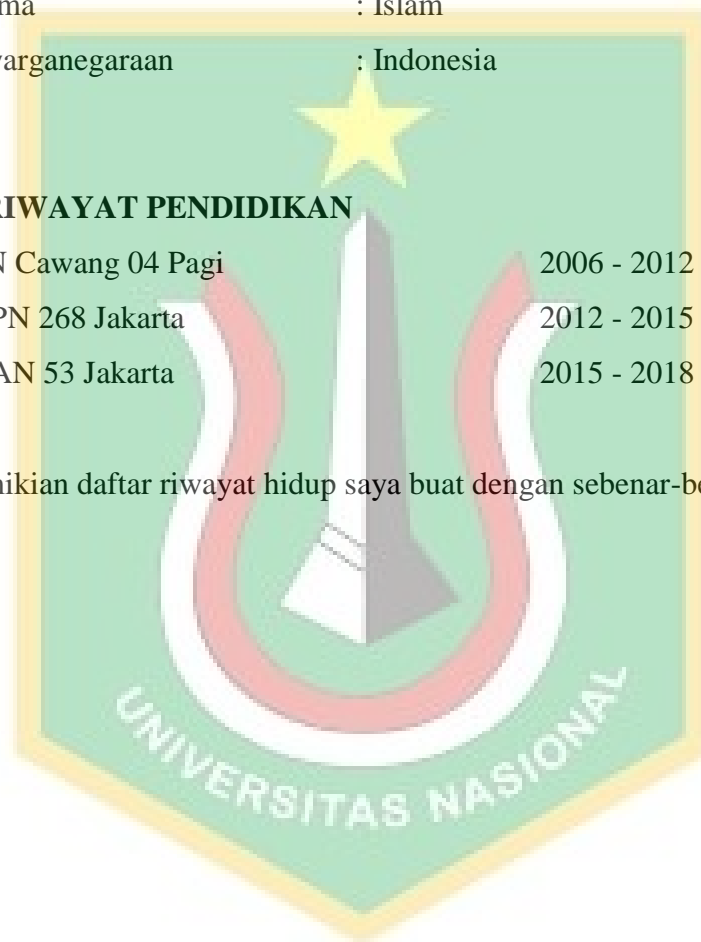 ma : Islam
arganegaraan : Indonesia
RIWAYAT PENDIDIKAN
N Cawang 04 Pagi 2006 - 2012
PN 268 Jakarta 2012 - 2015
AN 53 Jakarta 2015 - 2018
nikian daftar riwayat hidup saya buat dengan sebenar-be
UNIVERSITAS NASIONAL